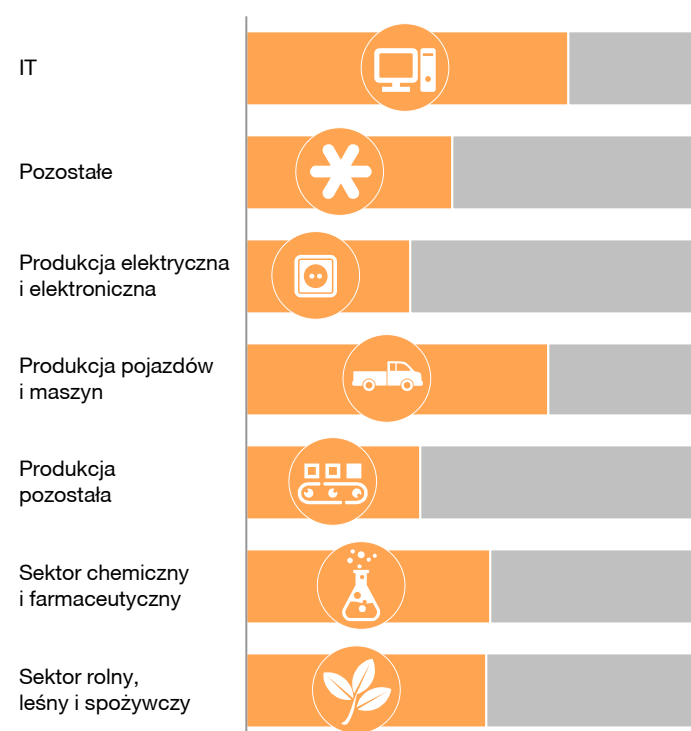 IT
Pozostałe
Produkcja elektryczna
i elektroniczna
Produkcja pojazdów
i maszyn
Produkcja
pozostała
Sektor chemiczny
i farmaceutyczny
Sektor rolny,
leśny i spożywczy